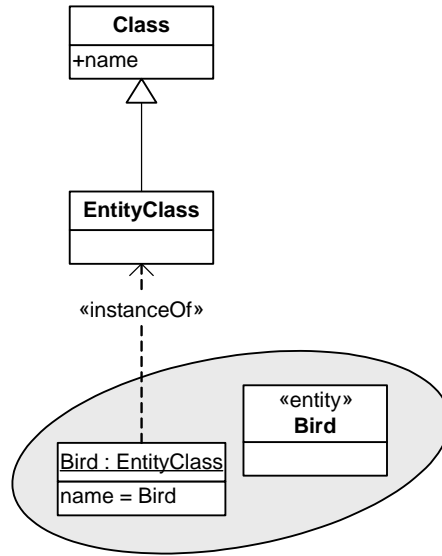 Class
+name
EntityClass
«instanceOf»
«entity»
Bird
Bird : EntityClass
name = Bird